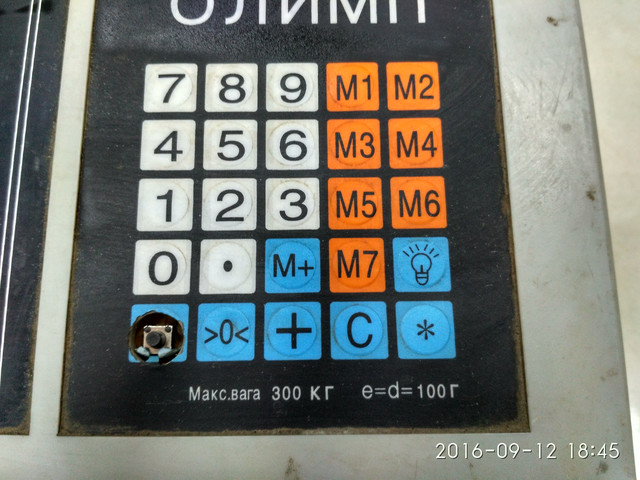 ОЛИМП
7 8 9 M1 M2
4 5 6 M3 M4
1 2 3 M5 M6
0 . M+ M7
>0< + C *
Макс.вага 300 КГ e=d=100Г
2016-09-12 18:45